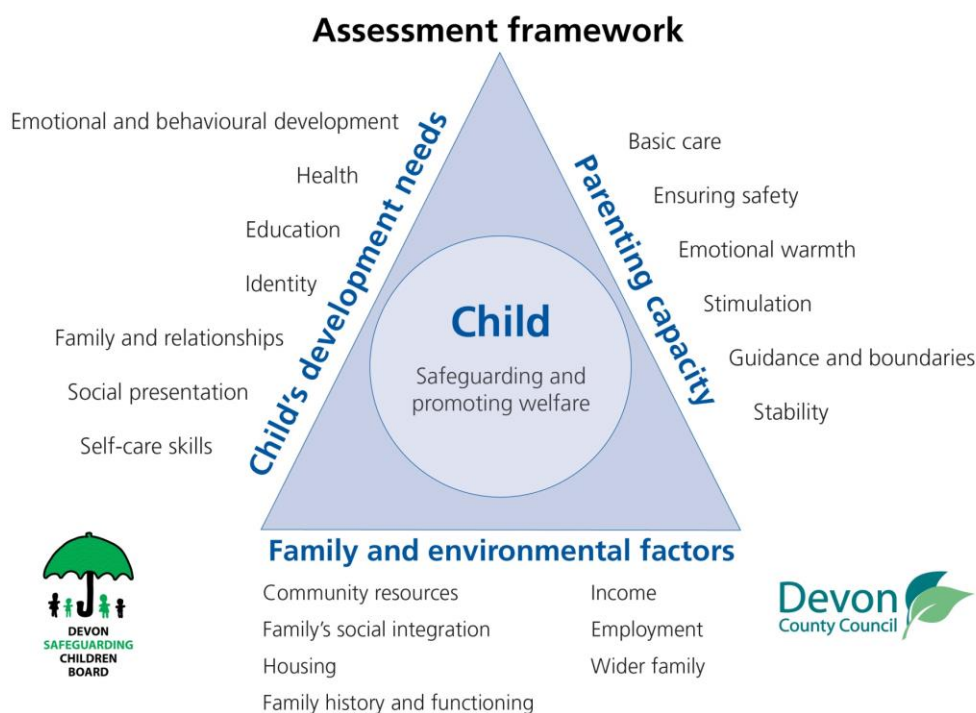 Assessment framework
Child's development needs
Emotional and behavioural development
Health
Education
Identity
Family and relationships
Social presentation
Self-care skills
Parenting capacity
Basic care
Ensuring safety
Emotional warmth
Stimulation
Guidance and boundaries
Stability
Child
Safeguarding and
promoting welfare
Family and environmental factors
Community resources
Family's social integration
Housing
Family history and functioning
Income
Employment
Wider family
DEVON
SAFEGUARDING
CHILDREN
BOARD
Devon
County Council